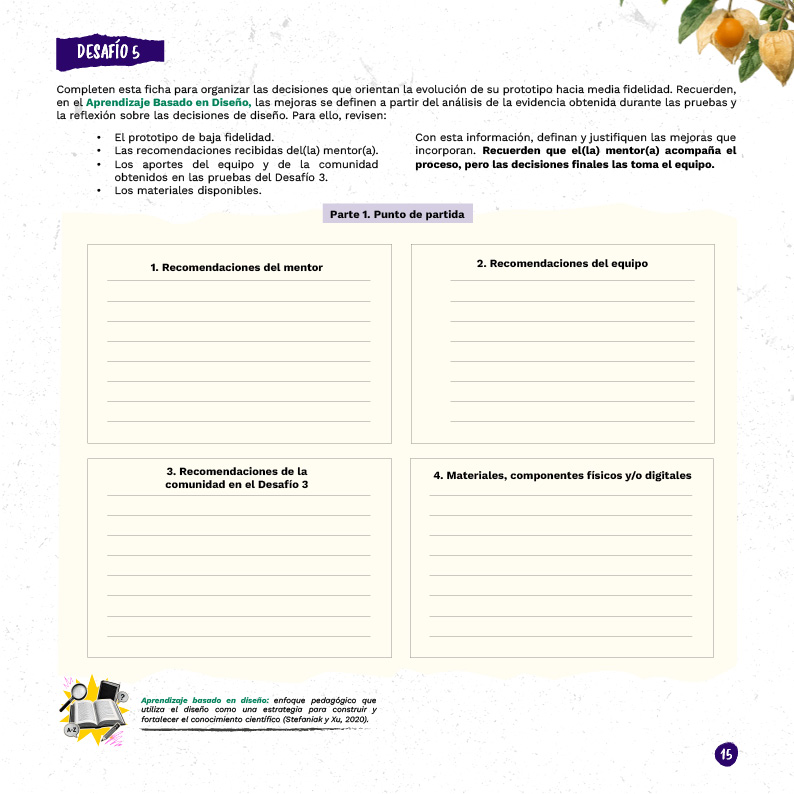 DESAFÍO 5
Completen esta ficha para organizar las decisiones que orientan la evolución de su prototipo hacia media fidelidad. Recuerden,
en el Aprendizaje Basado en Diseño, las mejoras se definen a partir del análisis de la evidencia obtenida durante las pruebas y
la reflexión sobre las decisiones de diseño. Para ello, revisen:
• El prototipo de baja fidelidad.
• Las recomendaciones recibidas del(la) mentor(a).
• Los aportes del equipo y de la comunidad
obtenidos en las pruebas del Desafío 3.
• Los materiales disponibles.
Con esta información, definan y justifiquen las mejoras que
incorporan. Recuerden que el(la) mentor(a) acompaña el
proceso, pero las decisiones finales las toma el equipo.
Parte 1. Punto de partida
1. Recomendaciones del mentor
2. Recomendaciones del equipo
3. Recomendaciones de la
comunidad en el Desafío 3
4. Materiales, componentes físicos y/o digitales
?
A-Z
Aprendizaje basado en diseño: enfoque pedagógico que
utiliza el diseño como una estrategia para construir y
fortalecer el conocimiento científico (Stefaniak y Xu, 2020).
15